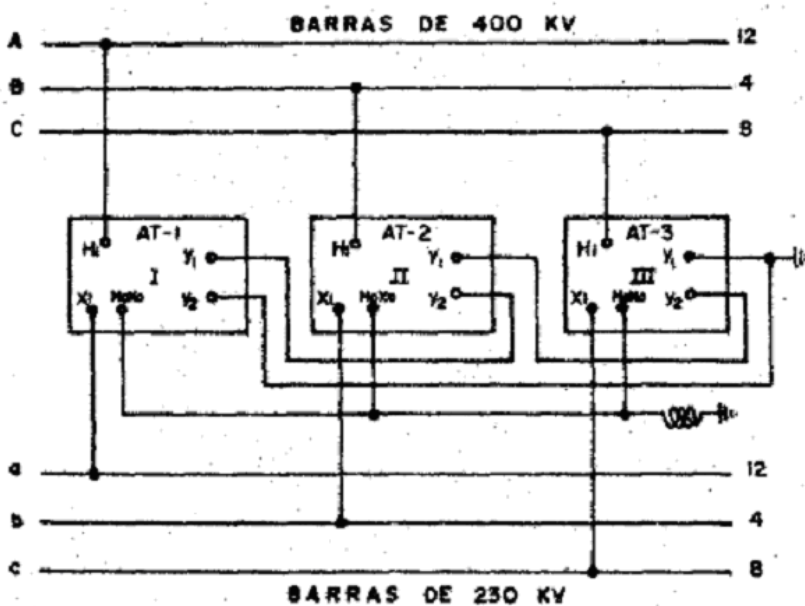 BARRAS DE 400 KV
A 12
B 4
C 8
AT-1 AT-2 AT-3
H1 Y1 H1 Y1 H1 Y1
I II III
X1 H0X0 Y2 X1 H0X0 Y2 X1 H0X0 Y2
a 12
b 4
c 8
BARRAS DE 230 KV